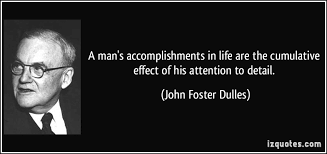 A man's accomplishments in life are the cumulative
effect of his attention to detail.
(John Foster Dulles)
izquotes.com